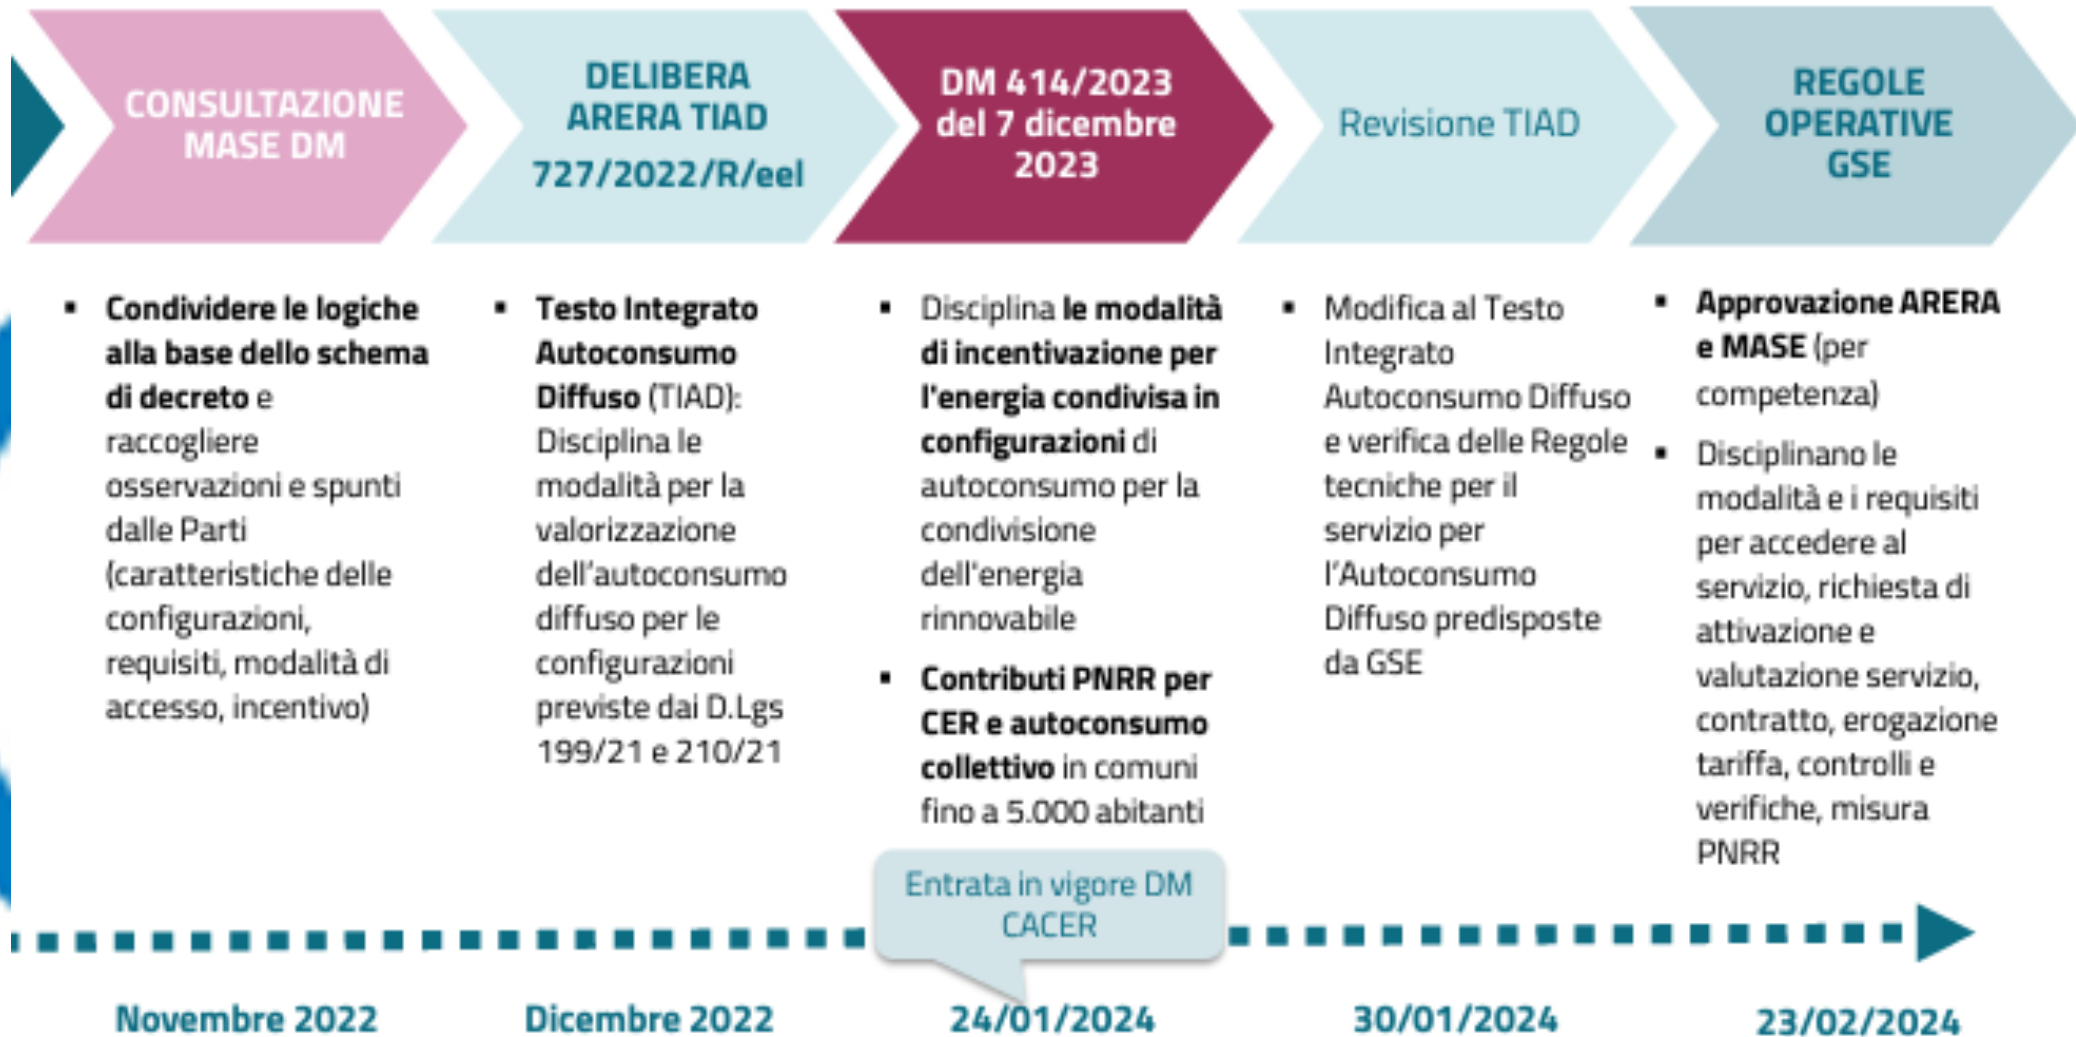 CONSULTAZIONE
MASE DM
DELIBERA
ARERA TIAD
727/2022/R/eel
DM 414/2023
del 7 dicembre
2023
Revisione TIAD
REGOLE
OPERATIVE
GSE
▪ Condividere le logiche
alla base dello schema
di decreto e
raccogliere
osservazioni e spunti
dalle Parti
(caratteristiche delle
configurazioni,
requisiti, modalità di
accesso, incentivo)
▪ Testo Integrato
Autoconsumo
Diffuso (TIAD):
Disciplina le
modalità per la
valorizzazione
dell'autoconsumo
diffuso per le
configurazioni
previste dai D.Lgs
199/21 e 210/21
▪ Disciplina le modalità
di incentivazione per
l'energia condivisa in
configurazioni di
autoconsumo per la
condivisione
dell'energia
rinnovabile
▪ Contributi PNRR per
CER e autoconsumo
collettivo in comuni
fino a 5.000 abitanti
▪ Modifica al Testo
Integrato
Autoconsumo Diffuso
e verifica delle Regole
tecniche per il
servizio per
l'Autoconsumo
Diffuso predisposte
da GSE
▪ Approvazione ARERA
e MASE (per
competenza)
▪ Disciplinano le
modalità e i requisiti
per accedere al
servizio, richiesta di
attivazione e
valutazione servizio,
contratto, erogazione
tariffa, controlli e
verifiche, misura
PNRR
Entrata in vigore DM
CACER
Novembre 2022
Dicembre 2022
24/01/2024
30/01/2024
23/02/2024